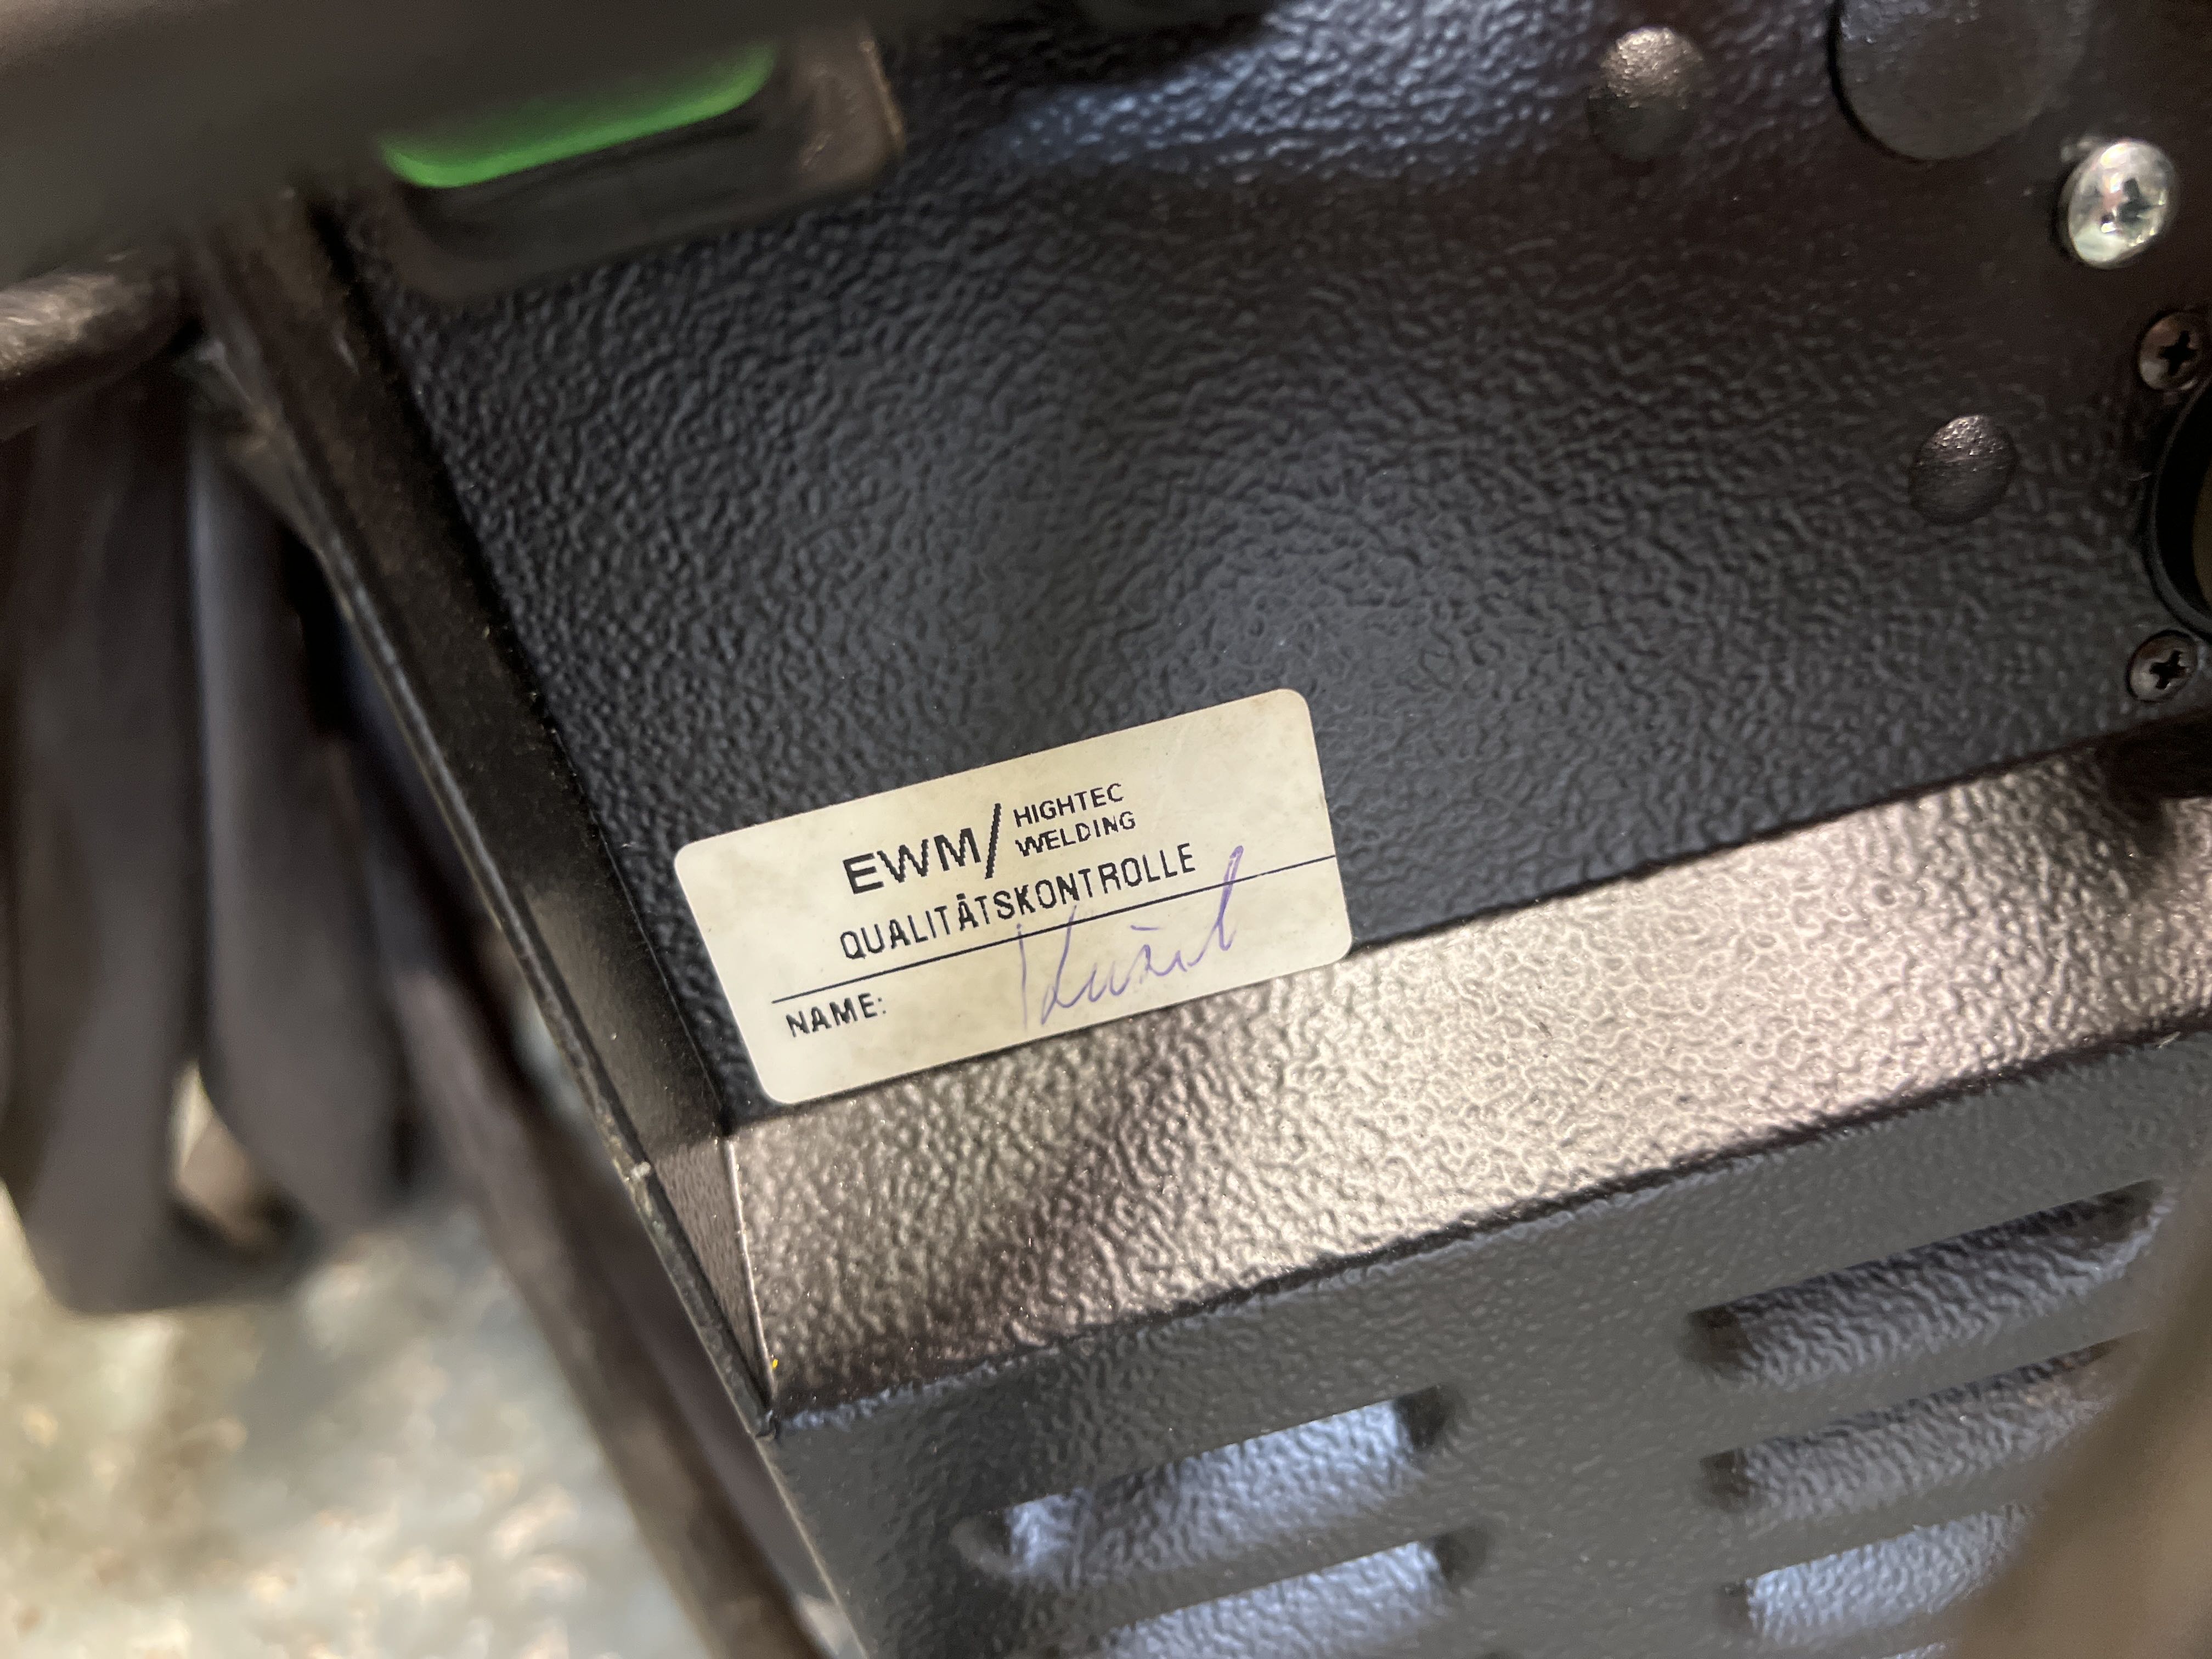 EWM/ HIGHTEC
WELDING
QUALITÄTSKONTROLLE
NAME: